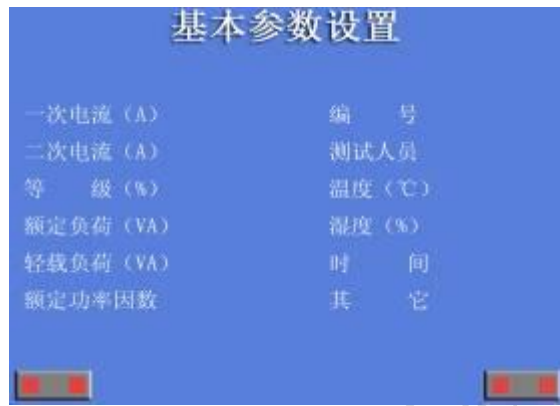 基本参数设置
一次电流（A） 编 号
二次电流（A） 测试人员
等 级（%） 温度（℃）
额定负荷（VA） 湿度（%）
轻载负荷（VA） 时 间
额定功率因数 其 它